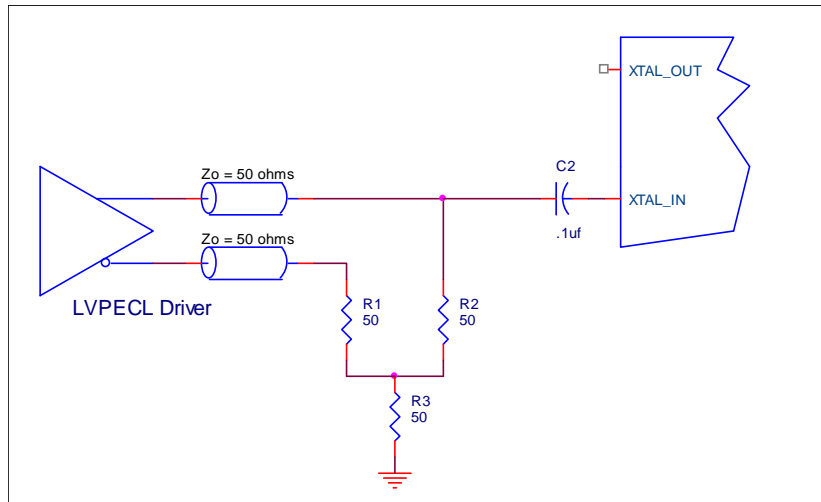 XTAL_OUT
C2
Zo = 50 ohms
XTAL_IN
.1uf
Zo = 50 ohms
LVPECL Driver
R1
50
R2
50
R3
50